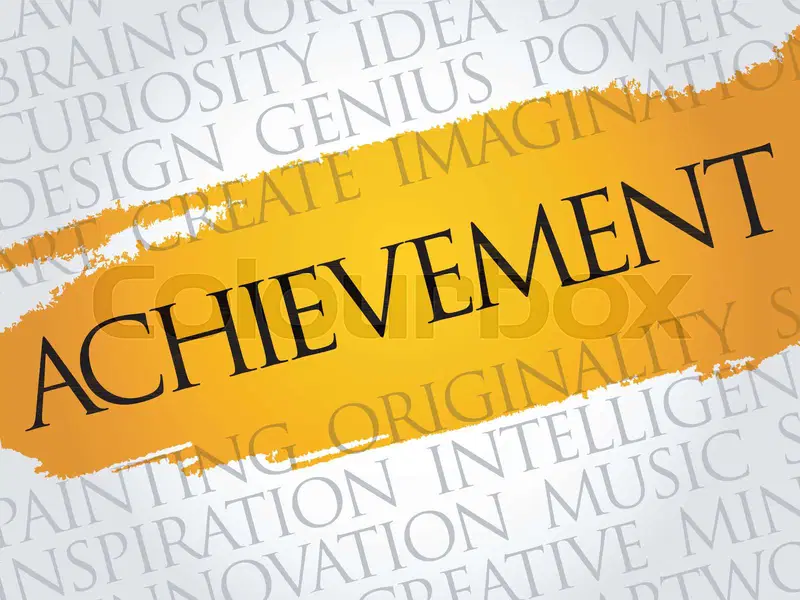 LAW
BRAINSTORM
CURIOSITY IDEA
DESIGN GENIUS POWER
ART CREATE IMAGINATION
ACHIEVEMENT
Colourbox
PAINTING ORIGINALITY
INSPIRATION INTELLIGEN
INNOVATION MUSIC
CREATIVE MIN
ARTWO